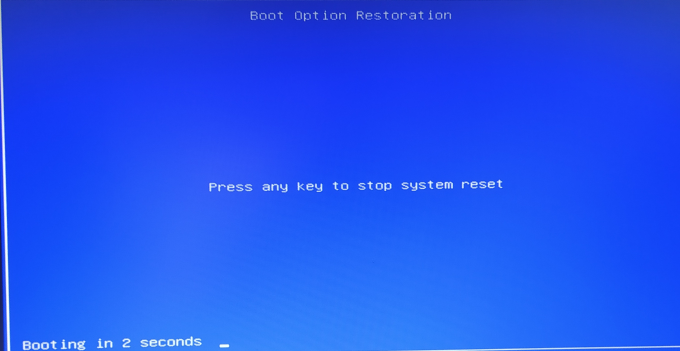 Boot Option Restoration
Press any key to stop system reset
Booting in 2 seconds